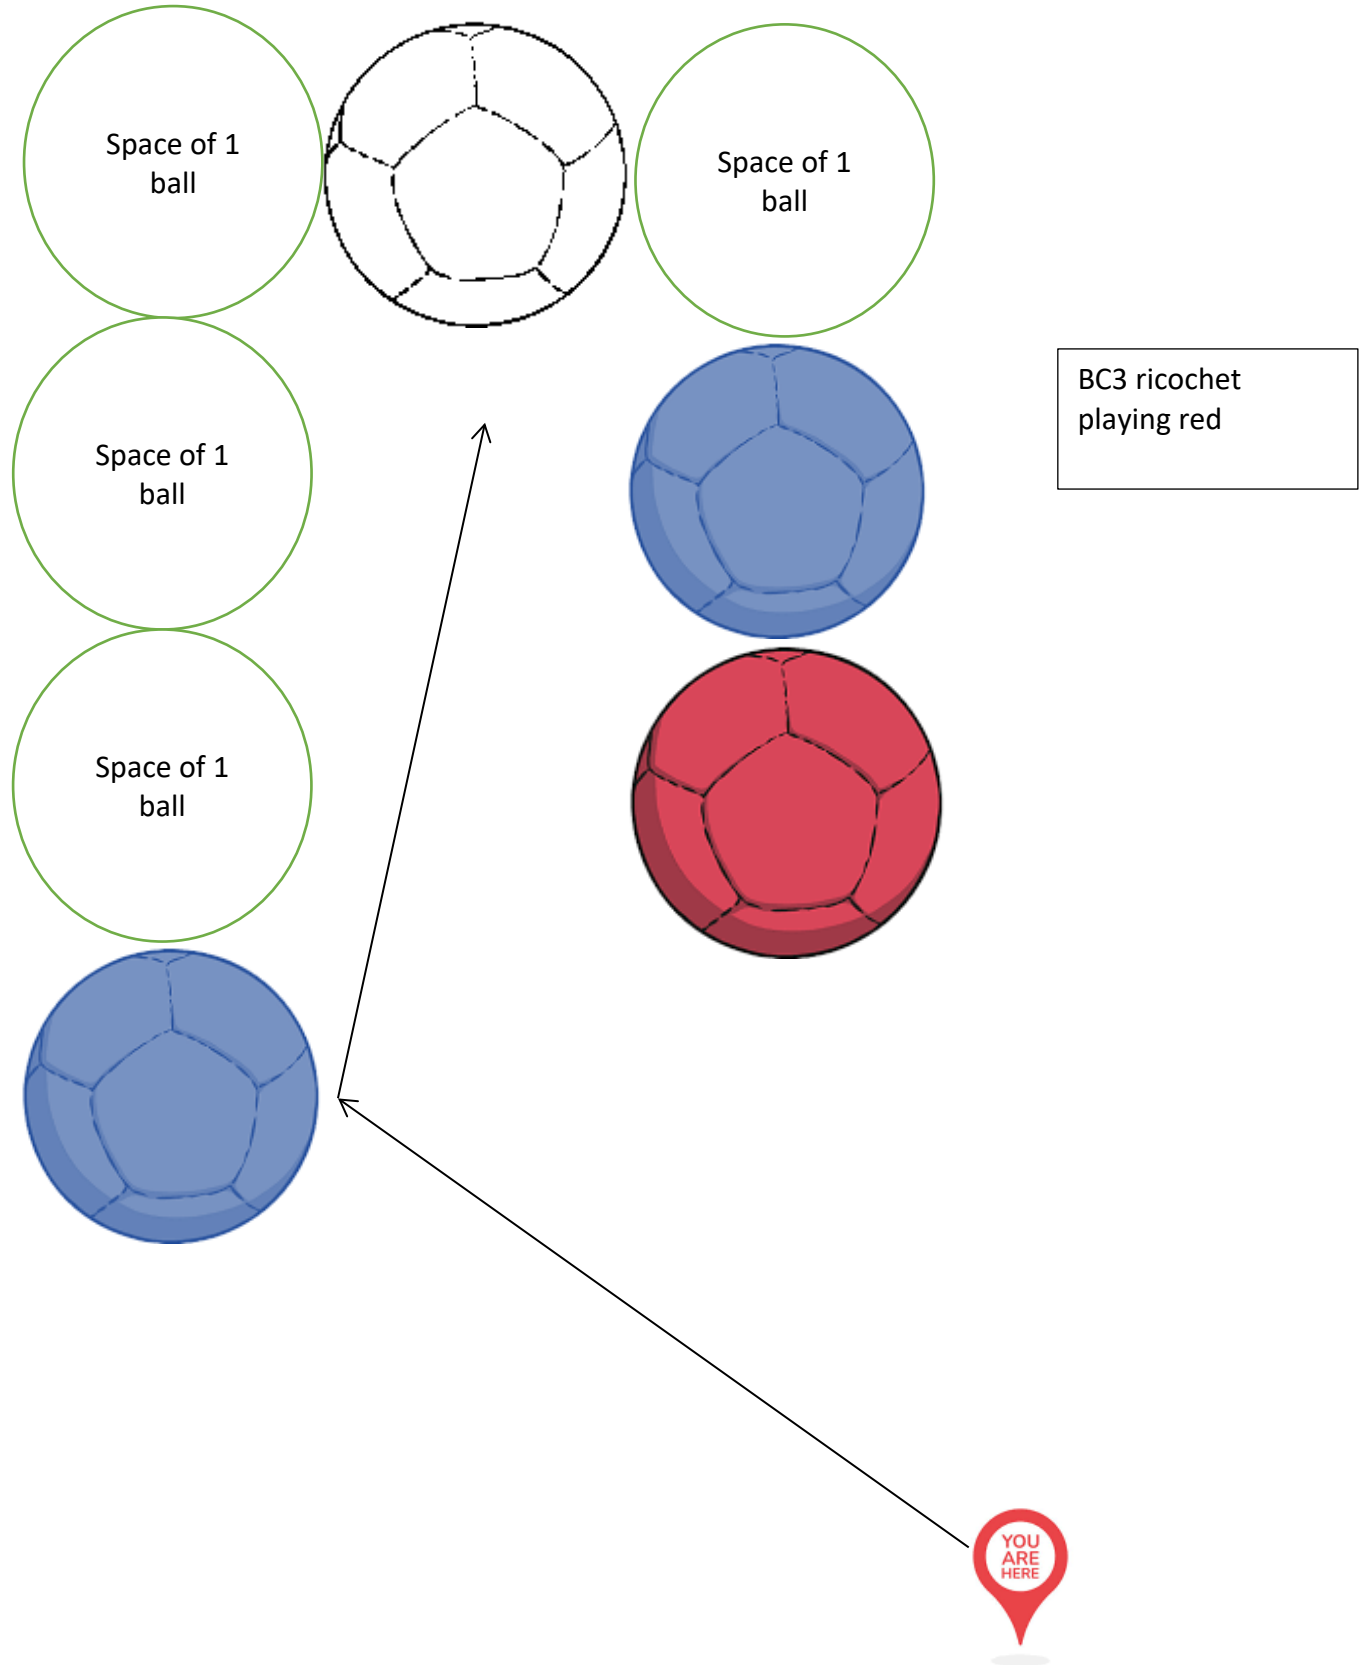 Space of 1
ball
Space of 1
ball
BC3 ricochet
playing red
Space of 1
ball
Space of 1
ball
YOU
ARE
HERE